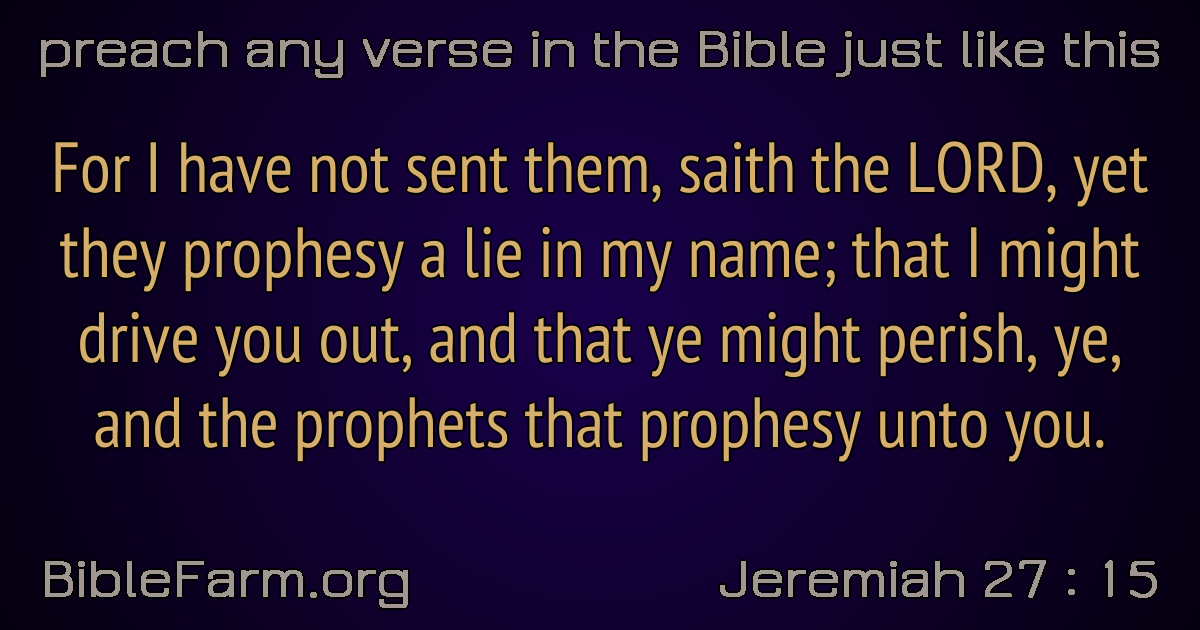 preach any verse in the Bible just like this
For I have not sent them, saith the LORD, yet
they prophesy a lie in my name; that I might
drive you out, and that ye might perish, ye,
and the prophets that prophesy unto you.
BibleFarm.org
Jeremiah 27 : 15